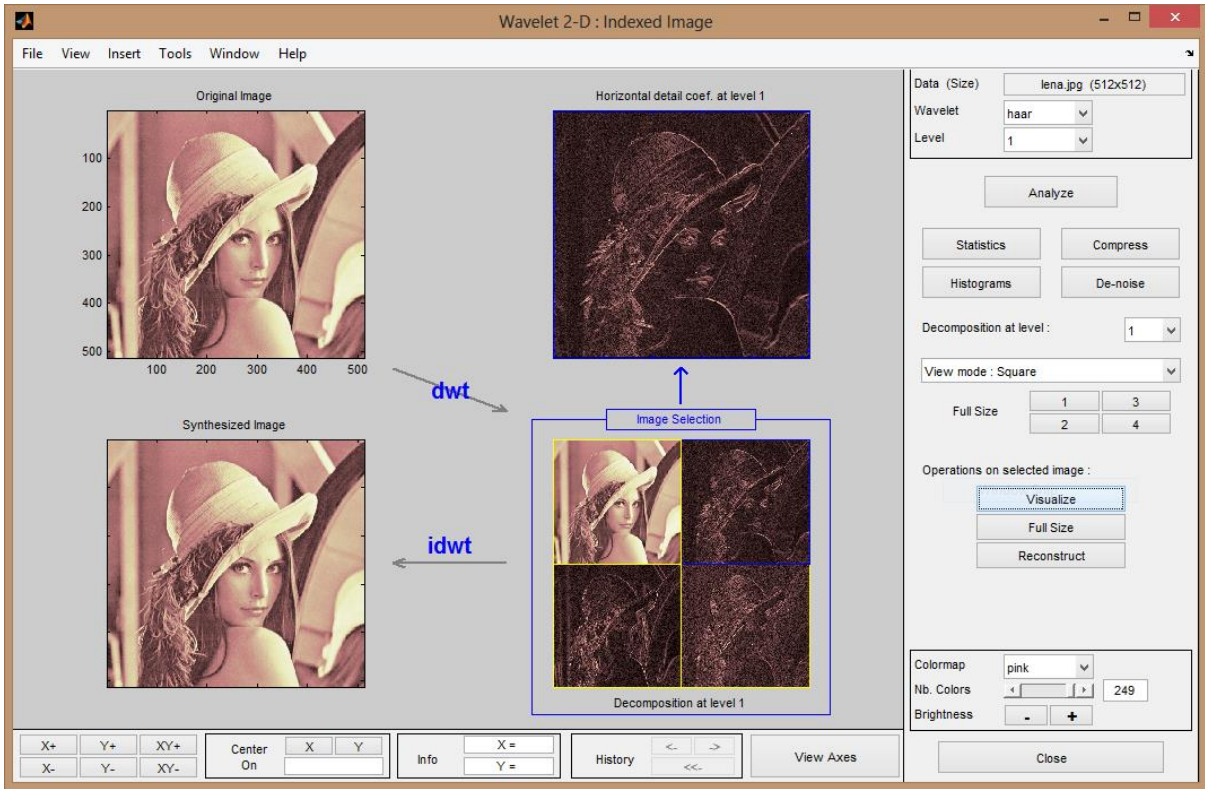 Wavelet 2-D : Indexed Image
File View Insert Tools Window Help
Original Image
100
200
300
400
500
100 200 300 400 500
Horizontal detail coef. at level 1
dwt
Image Selection
Synthesized Image
idwt
Decomposition at level 1
Data (Size) lena.jpg (512x512)
Wavelet haar
Level 1
Analyze
Statistics Compress
Histograms De-noise
Decomposition at level : 1
View mode : Square
Full Size 1 3
2 4
Operations on selected image :
Visualize
Full Size
Reconstruct
Colormap pink
Nb. Colors 249
Brightness - +
X+ Y+ XY+
X- Y- XY-
Center On X Y
Info X =
Y =
History <- ->
<<-
View Axes
Close